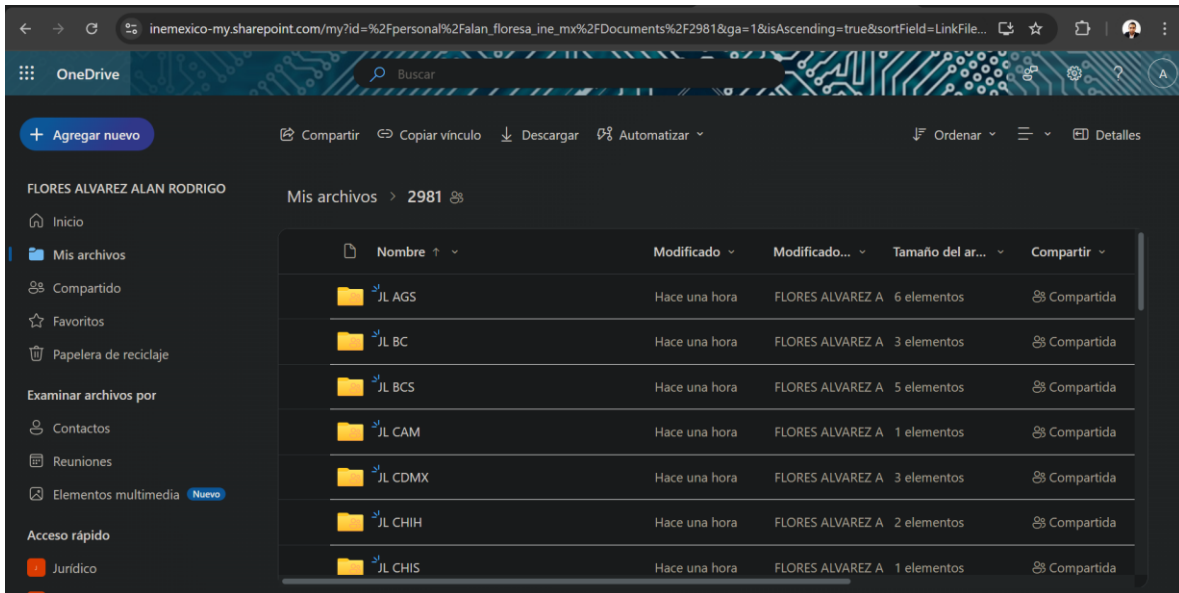 inemexico-my.sharepoint.com/my?id=%2Fpersonal%2Falan_floresa_ine_mx%2FDocuments%2F2981&ga=1&isAscending=true&sortField=LinkFile...
OneDrive
Buscar
A
+ Agregar nuevo
Compartir Copiar vínculo Descargar Automatizar
Ordenar Detalles
FLORES ALVAREZ ALAN RODRIGO
Inicio
Mis archivos
Compartido
Favoritos
Papelera de reciclaje
Examinar archivos por
Contactos
Reuniones
Elementos multimedia Nuevo
Acceso rápido
Jurídico
Mis archivos > 2981
Nombre ↑ Modificado Modificado... Tamaño del ar... Compartir
JL AGS Hace una hora FLORES ALVAREZ A 6 elementos Compartida
JL BC Hace una hora FLORES ALVAREZ A 3 elementos Compartida
JL BCS Hace una hora FLORES ALVAREZ A 5 elementos Compartida
JL CAM Hace una hora FLORES ALVAREZ A 1 elementos Compartida
JL CDMX Hace una hora FLORES ALVAREZ A 3 elementos Compartida
JL CHIH Hace una hora FLORES ALVAREZ A 2 elementos Compartida
JL CHIS Hace una hora FLORES ALVAREZ A 1 elementos Compartida